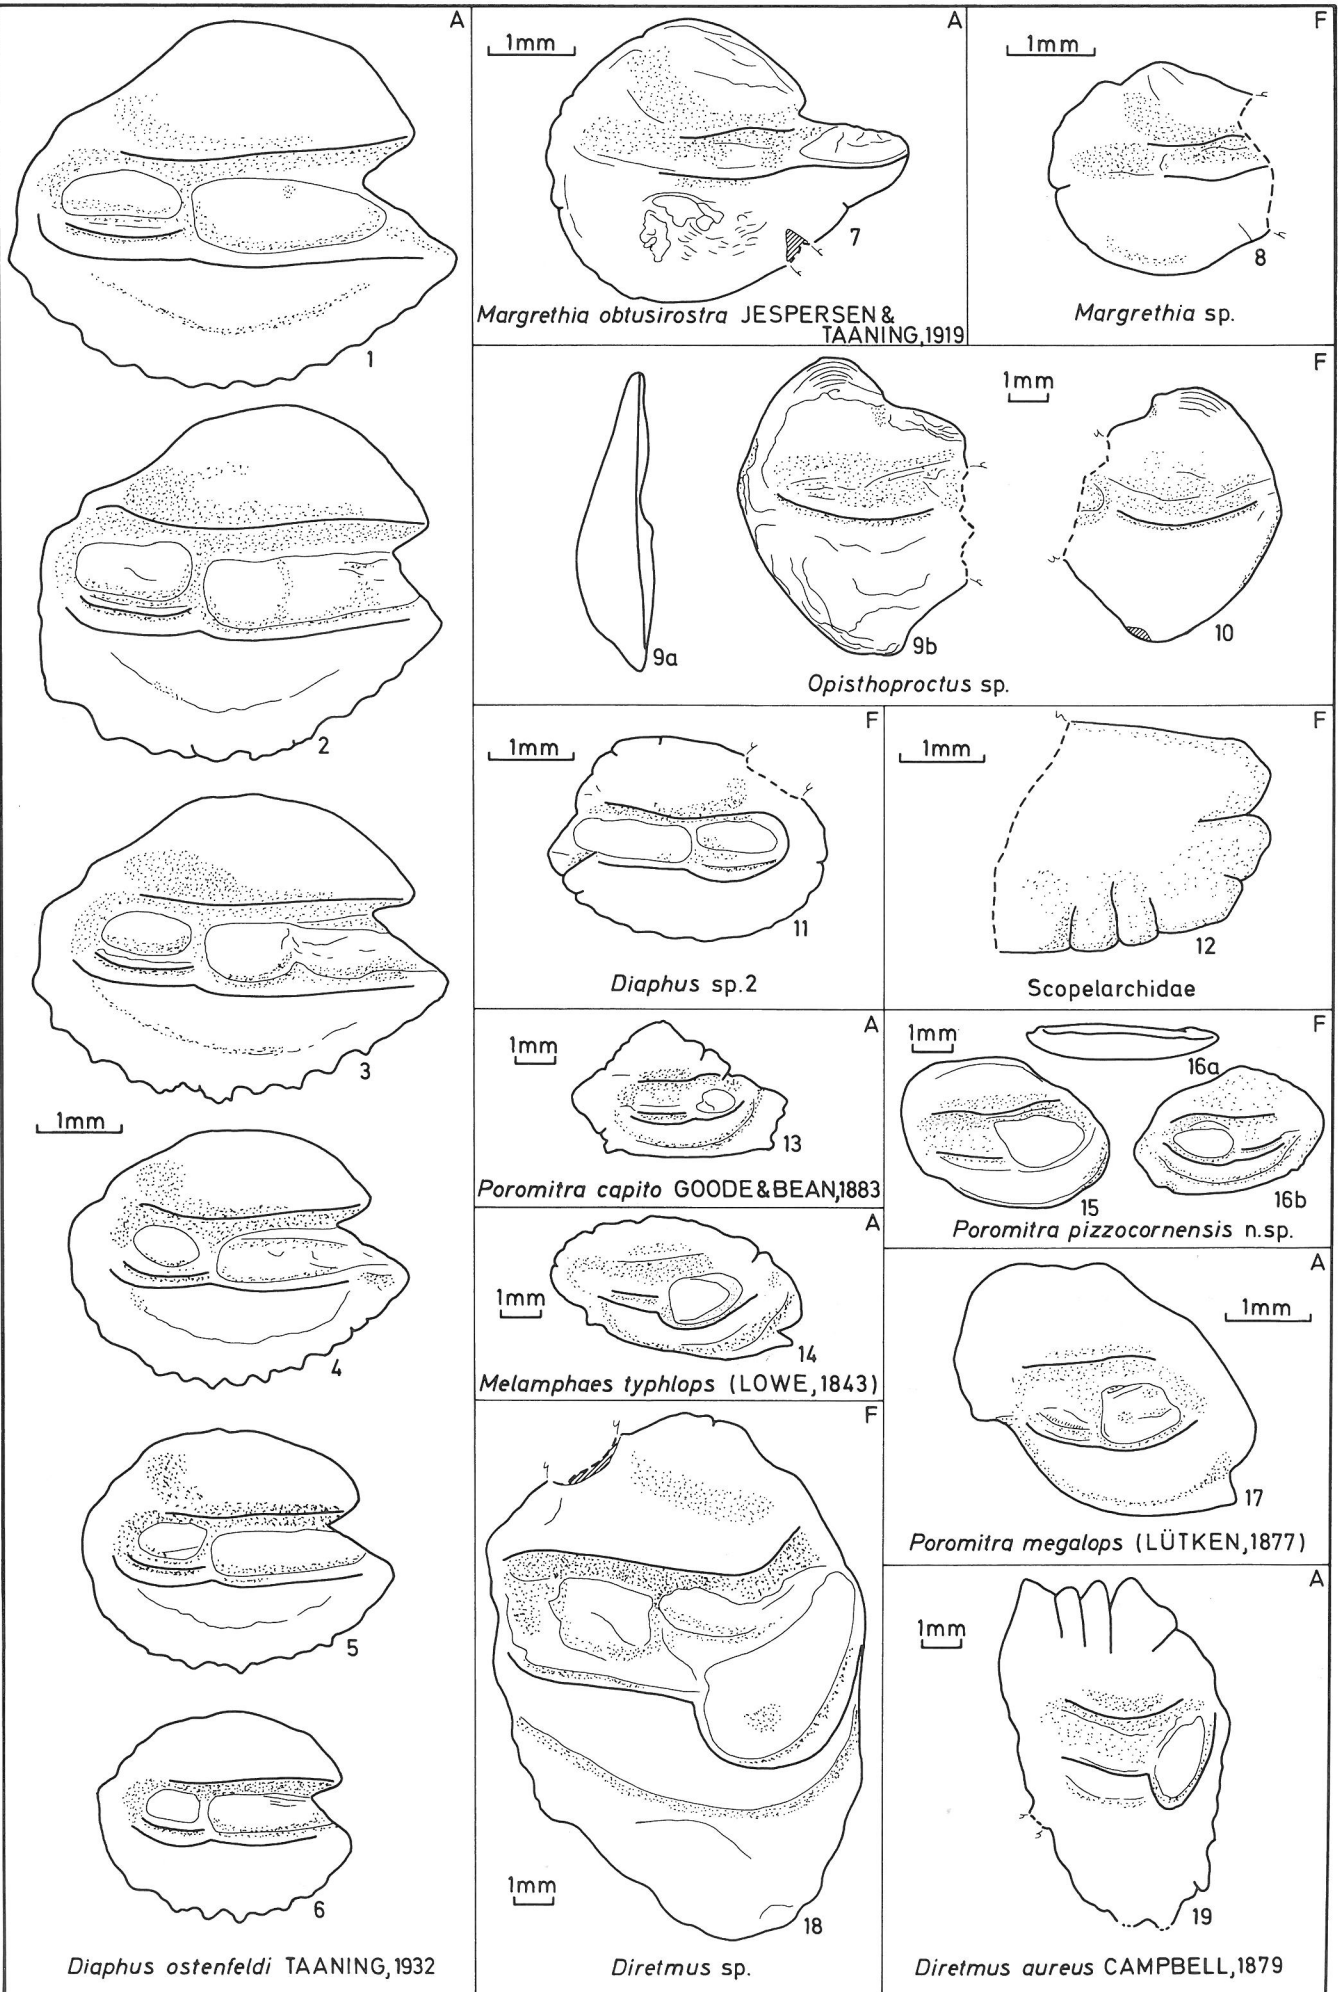 A
1
2
3
1mm
4
5
6
Diaphus ostenfeldi TAANING,1932
A
1mm
7
Margrethia obtusirostra JESPERSEN &
TAANING,1919
F
1mm
8
Margrethia sp.
F
1mm
9a
9b
10
Opisthoproctus sp.
F
1mm
11
Diaphus sp.2
F
1mm
12
Scopelarchidae
A
1mm
13
Poromitra capito GOODE&BEAN,1883
F
1mm
16a
15
16b
Poromitra pizzocornensis n.sp.
A
1mm
14
Melamphaes typhlops (LOWE,1843)
A
1mm
17
Poromitra megalops (LÜTKEN,1877)
F
1mm
18
Diretmus sp.
A
1mm
19
Diretmus aureus CAMPBELL,1879